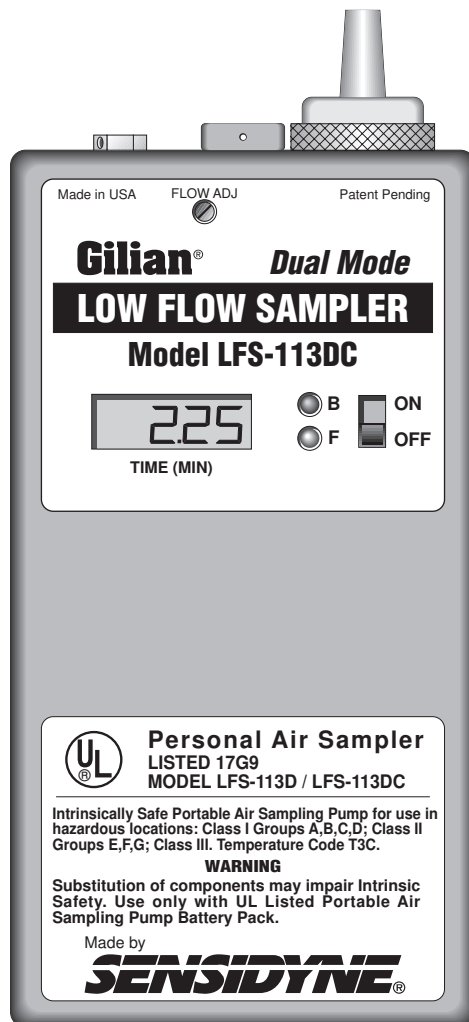 Made in USA FLOW ADJ Patent Pending
Gilian® Dual Mode
LOW FLOW SAMPLER
Model LFS-113DC
2.25 B ON
F OFF
TIME (MIN)
UL® Personal Air Sampler
LISTED 17G9
MODEL LFS-113D / LFS-113DC
Intrinsically Safe Portable Air Sampling Pump for use in
hazardous locations: Class I Groups A,B,C,D; Class II
Groups E,F,G; Class III. Temperature Code T3C.
WARNING
Substitution of components may impair Intrinsic
Safety. Use only with UL Listed Portable Air
Sampling Pump Battery Pack.
Made by
SENSIDYNE®